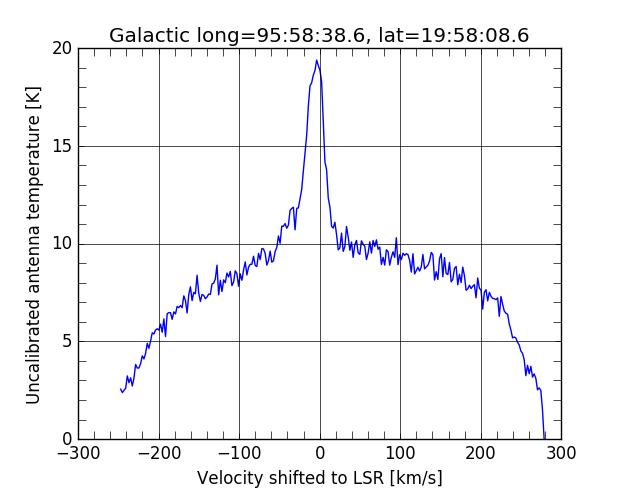 Galactic long=95:58:38.6, lat=19:58:08.6
Uncalibrated antenna temperature [K]
20
15
10
5
0
−300 −200 −100 0 100 200 300
Velocity shifted to LSR [km/s]